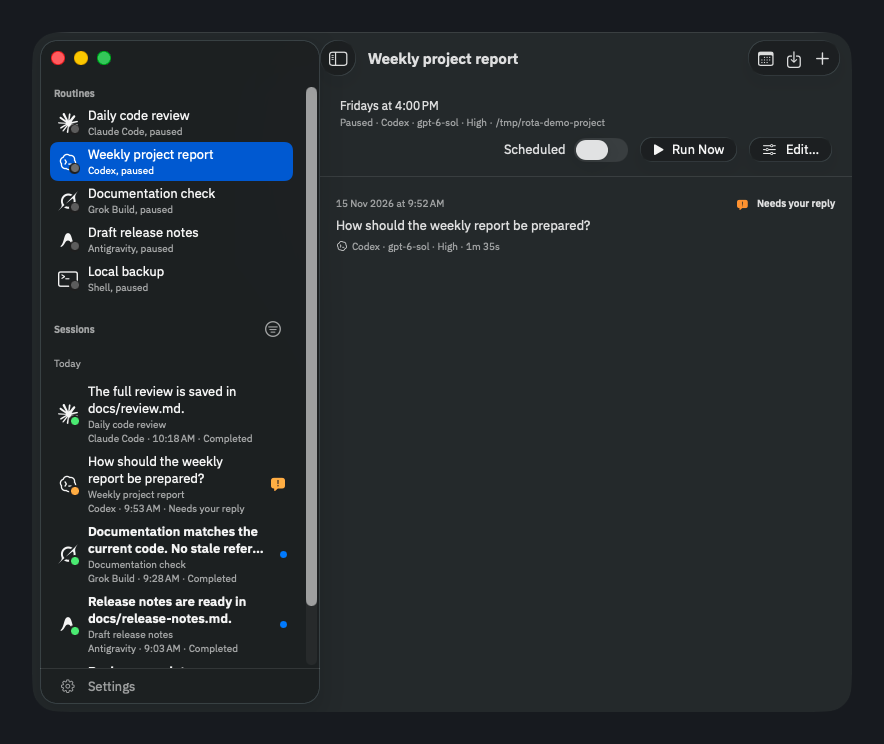 Routines
Daily code review
Claude Code, paused
Weekly project report
Codex, paused
Documentation check
Grok Build, paused
Draft release notes
Antigravity, paused
Local backup
Shell, paused
Sessions
Today
The full review is saved in
docs/review.md.
Daily code review
Claude Code · 10:18 AM · Completed
How should the weekly
report be prepared?
Weekly project report
Codex · 9:53 AM · Needs your reply
Documentation matches the
current code. No stale refer...
Documentation check
Grok Build · 9:28 AM · Completed
Release notes are ready in
docs/release-notes.md.
Draft release notes
Antigravity · 9:03 AM · Completed
Settings
Weekly project report
Fridays at 4:00 PM
Paused · Codex · gpt-6-sol · High · /tmp/rota-demo-project
Scheduled
Run Now
Edit...
15 Nov 2026 at 9:52 AM
Needs your reply
How should the weekly report be prepared?
Codex · gpt-6-sol · High · 1m 35s